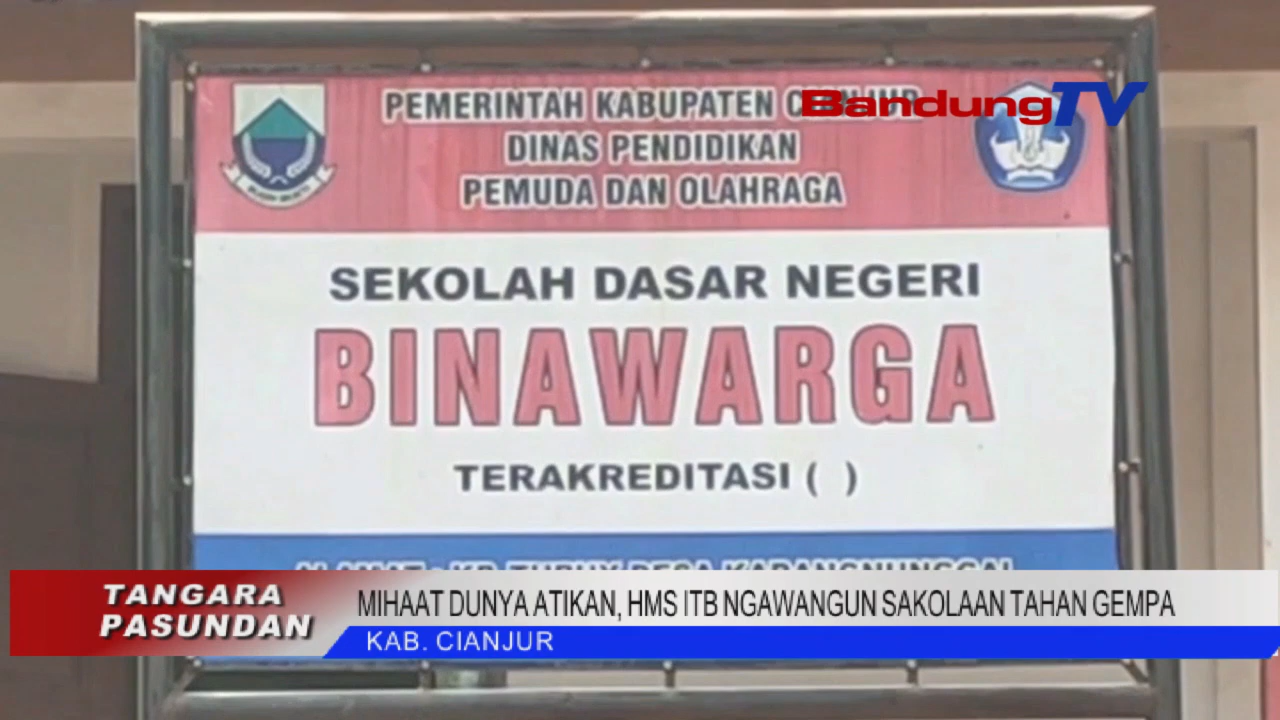 PEMERINTAH KABUPATEN
BandungTV
DINAS PENDIDIKAN
PEMUDA DAN OLAHRAGA
SEKOLAH DASAR NEGERI
BINAWARGA
TERAKREDITASI ( )
TANGARA PASUNDAN
MIHAAT DUNYA ATIKAN, HMS ITB NGAWANGUN SAKOLAAN TAHAN GEMPA
KAB. CIANJUR